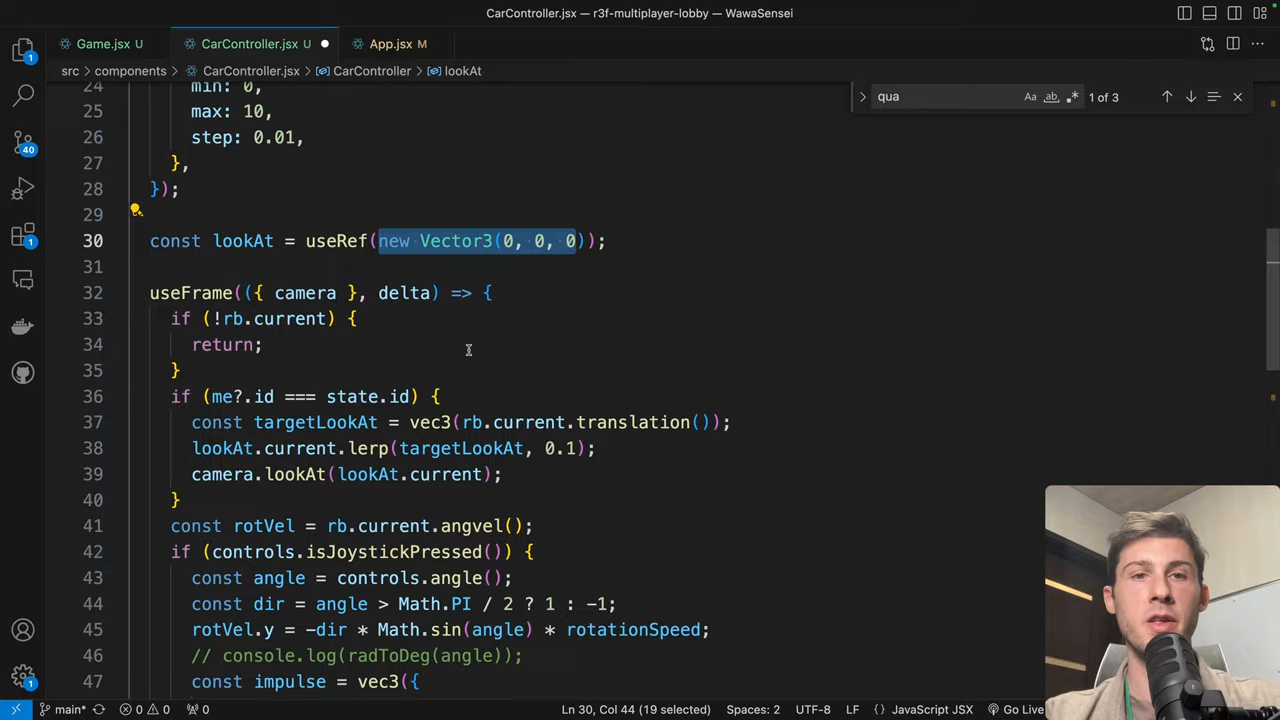 CarController.jsx — r3f-multiplayer-lobby — WawaSensei
Game.jsx U
CarController.jsx U
App.jsx M
src > components > CarController.jsx > CarController > lookAt
qua
Aa
ab
1 of 3
24 min: 0,
25 max: 10,
26 step: 0.01,
27 },
28 });
29
30 const lookAt = useRef(new Vector3(0, 0, 0));
31
32 useFrame(({ camera }, delta) => {
33 if (!rb.current) {
34 return;
35 }
36 if (me?.id === state.id) {
37 const targetLookAt = vec3(rb.current.translation());
38 lookAt.current.lerp(targetLookAt, 0.1);
39 camera.lookAt(lookAt.current);
40 }
41 const rotVel = rb.current.angvel();
42 if (controls.isJoystickPressed()) {
43 const angle = controls.angle();
44 const dir = angle > Math.PI / 2 ? 1 : -1;
45 rotVel.y = -dir * Math.sin(angle) * rotationSpeed;
46 // console.log(radToDeg(angle));
47 const impulse = vec3({
1
40
1
1
main* 0 0 0 Ln 30, Col 44 (19 selected) Spaces: 2 UTF-8 LF {} JavaScript JSX Go Live